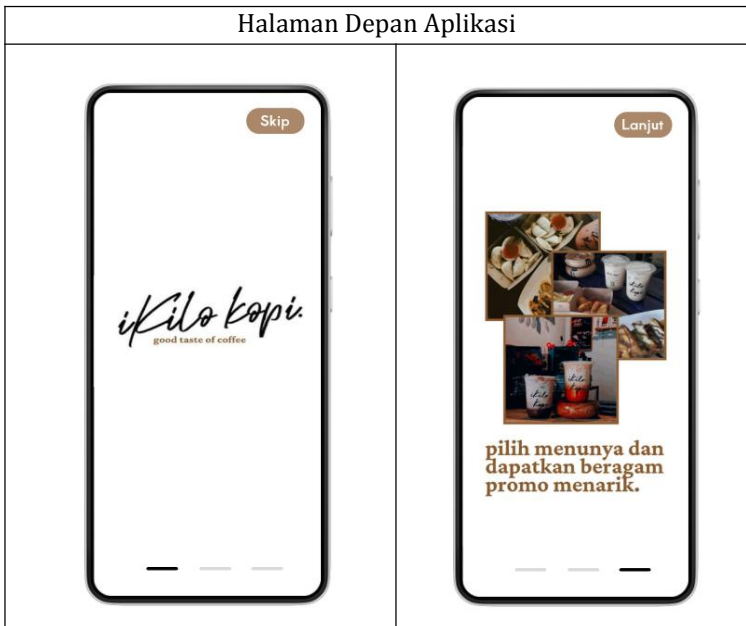 Halaman Depan Aplikasi
Skip
iKilo kopi.
good taste of coffee
Lanjut
pilih menunya dan
dapatkan beragam
promo menarik.